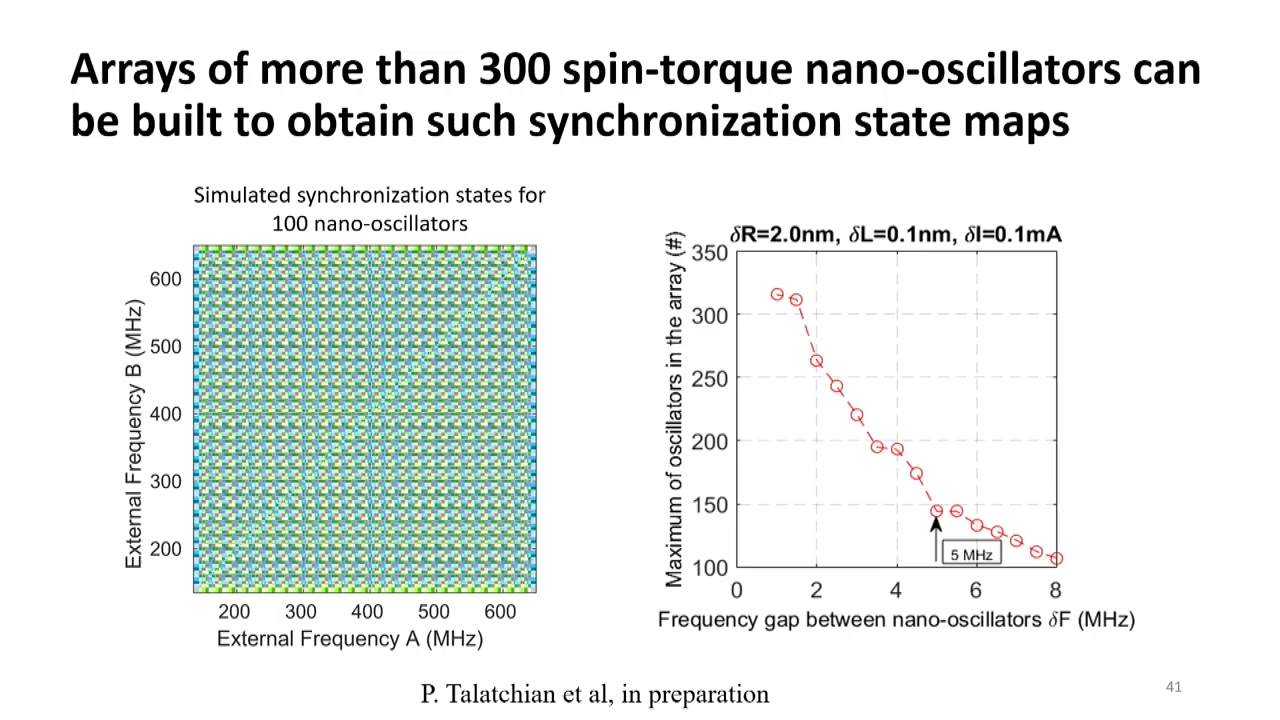 Arrays of more than 300 spin-torque nano-oscillators can
be built to obtain such synchronization state maps
Simulated synchronization states for
100 nano-oscillators
External Frequency B (MHz)
600
500
400
300
200
200 300 400 500 600
External Frequency A (MHz)
δR=2.0nm, δL=0.1nm, δI=0.1mA
Maximum of oscillators in the array (#)
350
300
250
200
150
100
5 MHz
0 2 4 6 8
Frequency gap between nano-oscillators δF (MHz)
P. Talatchian et al, in preparation
41